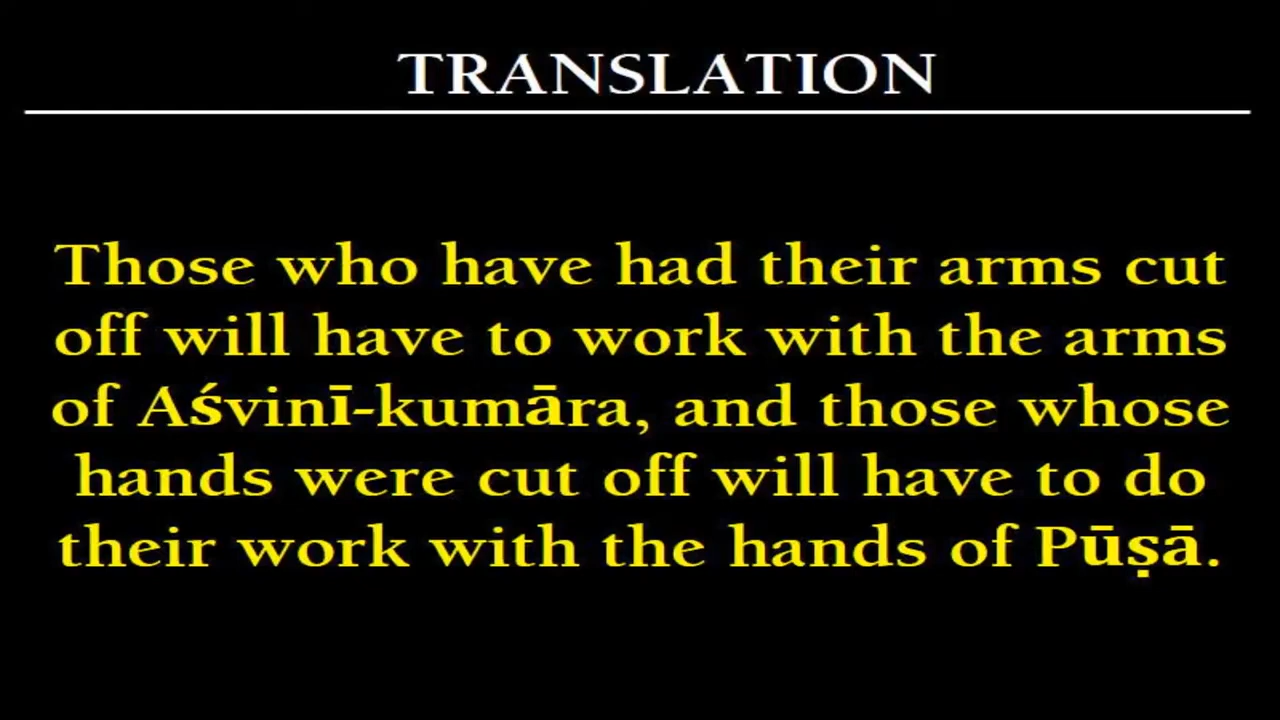 TRANSLATION
Those who have had their arms cut
off will have to work with the arms
of Aśvinī-kumāra, and those whose
hands were cut off will have to do
their work with the hands of Pūṣā.